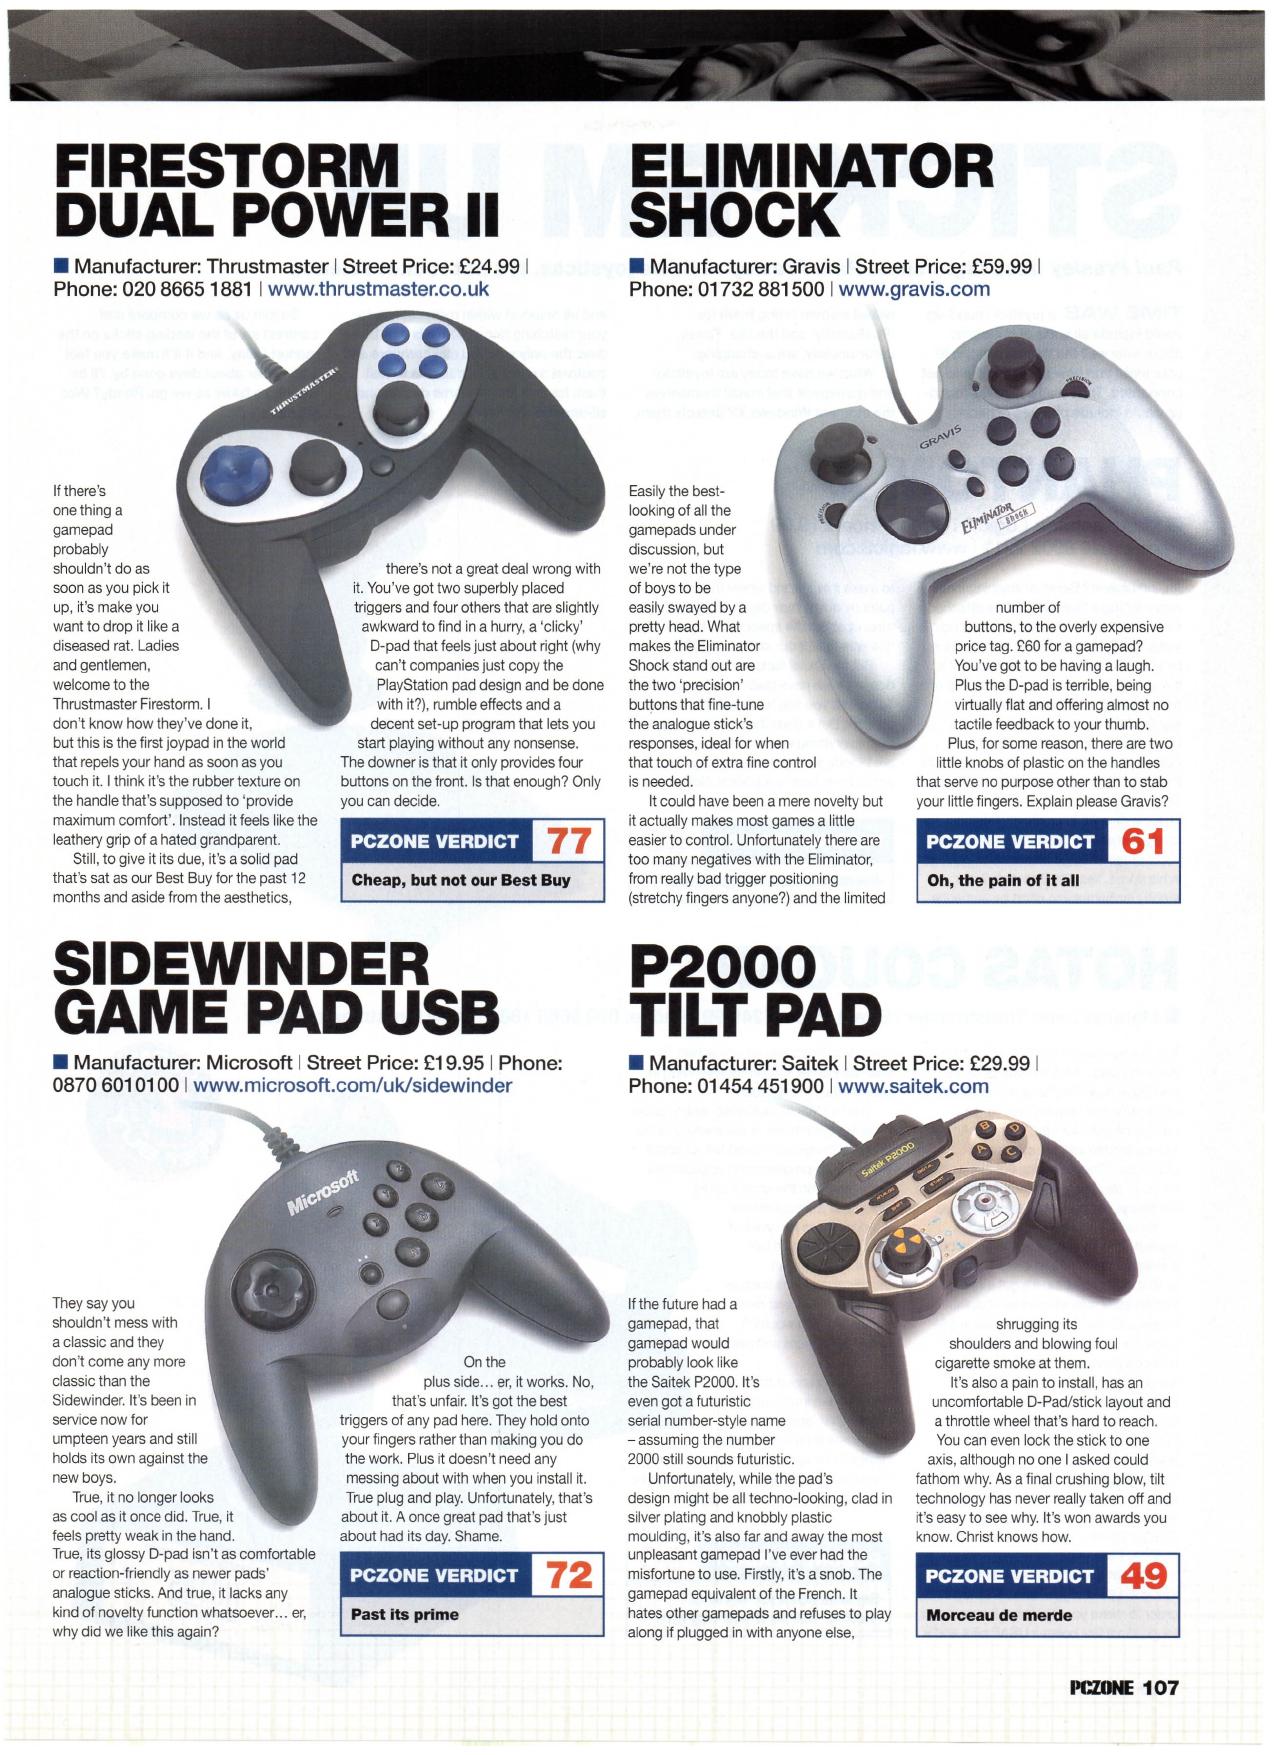 FIRESTORM
DUAL POWER II
■ Manufacturer: Thrustmaster | Street Price: £24.99 |
Phone: 020 8665 1881 | www.thrustmaster.co.uk
THRUSTMASTER®
If there's
one thing a
gamepad
probably
shouldn't do as
soon as you pick it
up, it's make you
want to drop it like a
diseased rat. Ladies
and gentlemen,
welcome to the
Thrustmaster Firestorm. I
don't know how they've done it,
but this is the first joypad in the world
that repels your hand as soon as you
touch it. I think it's the rubber texture on
the handle that's supposed to 'provide
maximum comfort'. Instead it feels like the
leathery grip of a hated grandparent.
Still, to give it its due, it's a solid pad
that's sat as our Best Buy for the past 12
months and aside from the aesthetics,
there's not a great deal wrong with
it. You've got two superbly placed
triggers and four others that are slightly
awkward to find in a hurry, a 'clicky'
D-pad that feels just about right (why
can't companies just copy the
PlayStation pad design and be done
with it?), rumble effects and a
decent set-up program that lets you
start playing without any nonsense.
The downer is that it only provides four
buttons on the front. Is that enough? Only
you can decide.
PCZONE VERDICT 77
Cheap, but not our Best Buy
ELIMINATOR
SHOCK
■ Manufacturer: Gravis | Street Price: £59.99 |
Phone: 01732 881500 | www.gravis.com
PRECISION
GRAVIS
ELIMINATOR
SHOCK
PRECISION
Easily the best-
looking of all the
gamepads under
discussion, but
we're not the type
of boys to be
easily swayed by a
pretty head. What
makes the Eliminator
Shock stand out are
the two 'precision'
buttons that fine-tune
the analogue stick's
responses, ideal for when
that touch of extra fine control
is needed.
It could have been a mere novelty but
it actually makes most games a little
easier to control. Unfortunately there are
too many negatives with the Eliminator,
from really bad trigger positioning
(stretchy fingers anyone?) and the limited
number of
buttons, to the overly expensive
price tag. £60 for a gamepad?
You've got to be having a laugh.
Plus the D-pad is terrible, being
virtually flat and offering almost no
tactile feedback to your thumb.
Plus, for some reason, there are two
little knobs of plastic on the handles
that serve no purpose other than to stab
your little fingers. Explain please Gravis?
PCZONE VERDICT 61
Oh, the pain of it all
SIDEWINDER
GAME PAD USB
■ Manufacturer: Microsoft | Street Price: £19.95 | Phone:
0870 6010100 | www.microsoft.com/uk/sidewinder
Microsoft
They say you
shouldn't mess with
a classic and they
don't come any more
classic than the
Sidewinder. It's been in
service now for
umpteen years and still
holds its own against the
new boys.
True, it no longer looks
as cool as it once did. True, it
feels pretty weak in the hand.
True, its glossy D-pad isn't as comfortable
or reaction-friendly as newer pads'
analogue sticks. And true, it lacks any
kind of novelty function whatsoever... er,
why did we like this again?
On the
plus side... er, it works. No,
that's unfair. It's got the best
triggers of any pad here. They hold onto
your fingers rather than making you do
the work. Plus it doesn't need any
messing about with when you install it.
True plug and play. Unfortunately, that's
about it. A once great pad that's just
about had its day. Shame.
PCZONE VERDICT 72
Past its prime
P2000
TILT PAD
■ Manufacturer: Saitek | Street Price: £29.99 |
Phone: 01454 451900 | www.saitek.com
Saitek P2000
B D
A C
If the future had a
gamepad, that
gamepad would
probably look like
the Saitek P2000. It's
even got a futuristic
serial number-style name
– assuming the number
2000 still sounds futuristic.
Unfortunately, while the pad's
design might be all techno-looking, clad in
silver plating and knobbly plastic
moulding, it's also far and away the most
unpleasant gamepad I've ever had the
misfortune to use. Firstly, it's a snob. The
gamepad equivalent of the French. It
hates other gamepads and refuses to play
along if plugged in with anyone else,
shrugging its
shoulders and blowing foul
cigarette smoke at them.
It's also a pain to install, has an
uncomfortable D-Pad/stick layout and
a throttle wheel that's hard to reach.
You can even lock the stick to one
axis, although no one I asked could
fathom why. As a final crushing blow, tilt
technology has never really taken off and
it's easy to see why. It's won awards you
know. Christ knows how.
PCZONE VERDICT 49
Morceau de merde
PCZONE 107